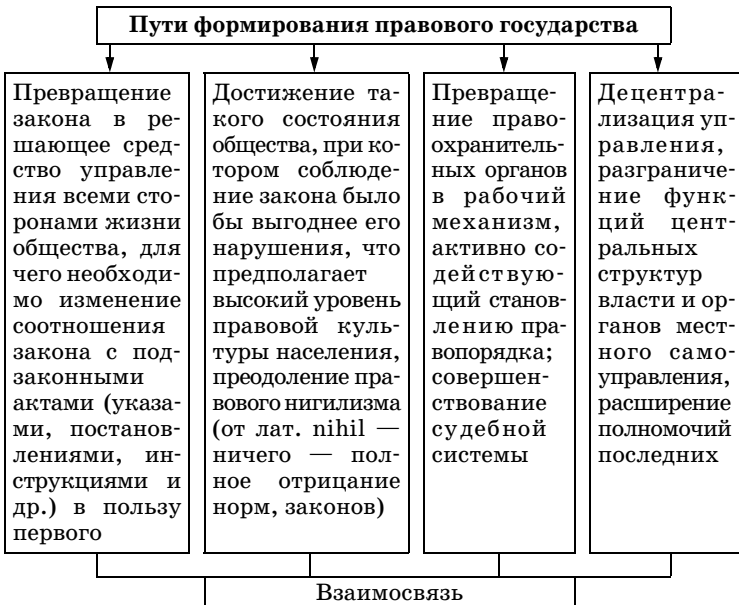 Пути формирования правового государства
Превращение
закона в ре-
шающее сред-
ство управле-
ния всеми сто-
ронами жизни
общества, для
чего необходи-
мо изменение
соотношения
закона с под-
законными
актами (указа-
ми, постанов-
лениями, ин-
струкциями и
др.) в пользу
первого
Достижение та-
кого состояния
общества, при ко-
тором соблюде-
ние закона было
бы выгоднее его
нарушения, что
предполагает
высокий уровень
правовой куль-
туры населения,
преодоление пра-
вового нигилизма
(от лат. nihil —
ничего — пол-
ное отрицание
норм, законов)
Превраще-
ние право-
охранитель-
ных органов
в рабочий
механизм,
активно со-
действую-
щий станов-
лению пра-
вопорядка;
совершен-
ствование
судебной
системы
Децентра-
лизация уп-
равления,
разграниче-
ние функ-
ций цент-
ральных
структур
власти и ор-
ганов мест-
ного само-
управления,
расширение
полномочий
последних
Взаимосвязь